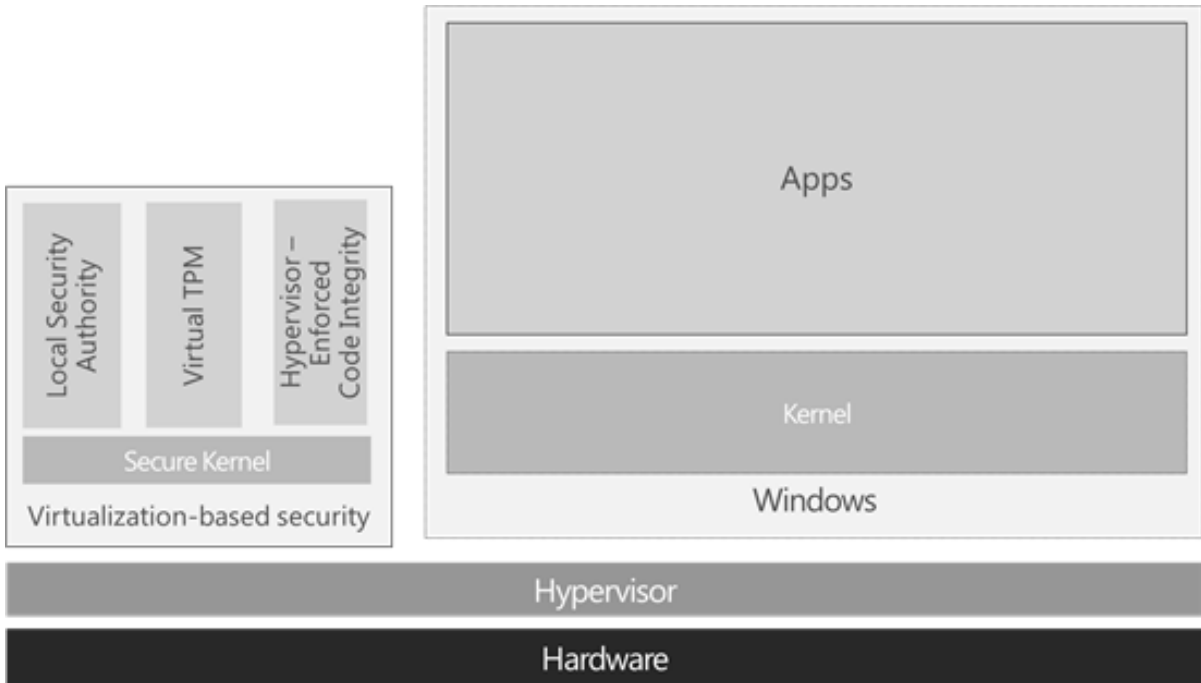 Local Security
Authority
Virtual TPM
Hypervisor –
Enforced
Code Integrity
Secure Kernel
Virtualization-based security
Apps
Kernel
Windows
Hypervisor
Hardware